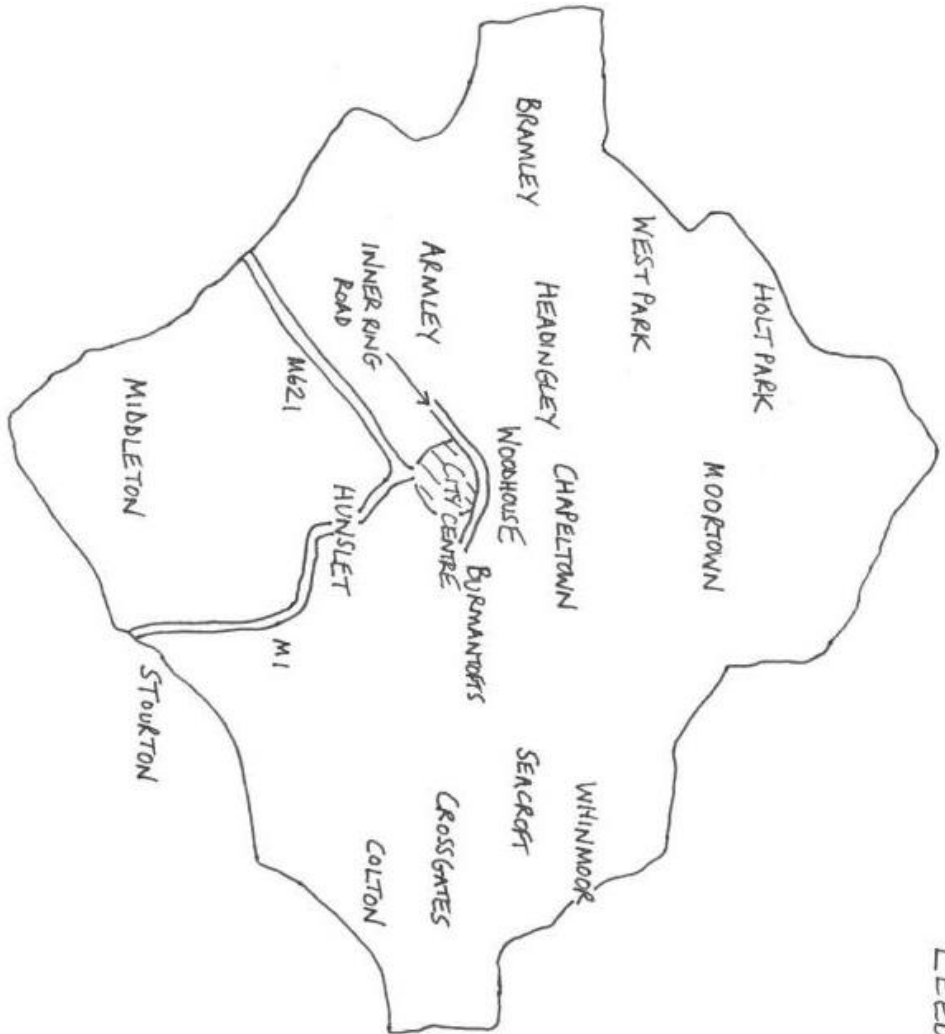 HOLT PARK
MOORTOWN
WEST PARK
WHINMOOR
CHAPELTOWN
HEADINGLEY
BRAMLEY
SEACROFT
WOODHOUSE
BURMANTOFTS
CITY CENTRE
CROSSGATES
ARMLEY
INNER RING
ROAD
COLTON
HUNSLET
M621
M1
STOURTON
MIDDLETON